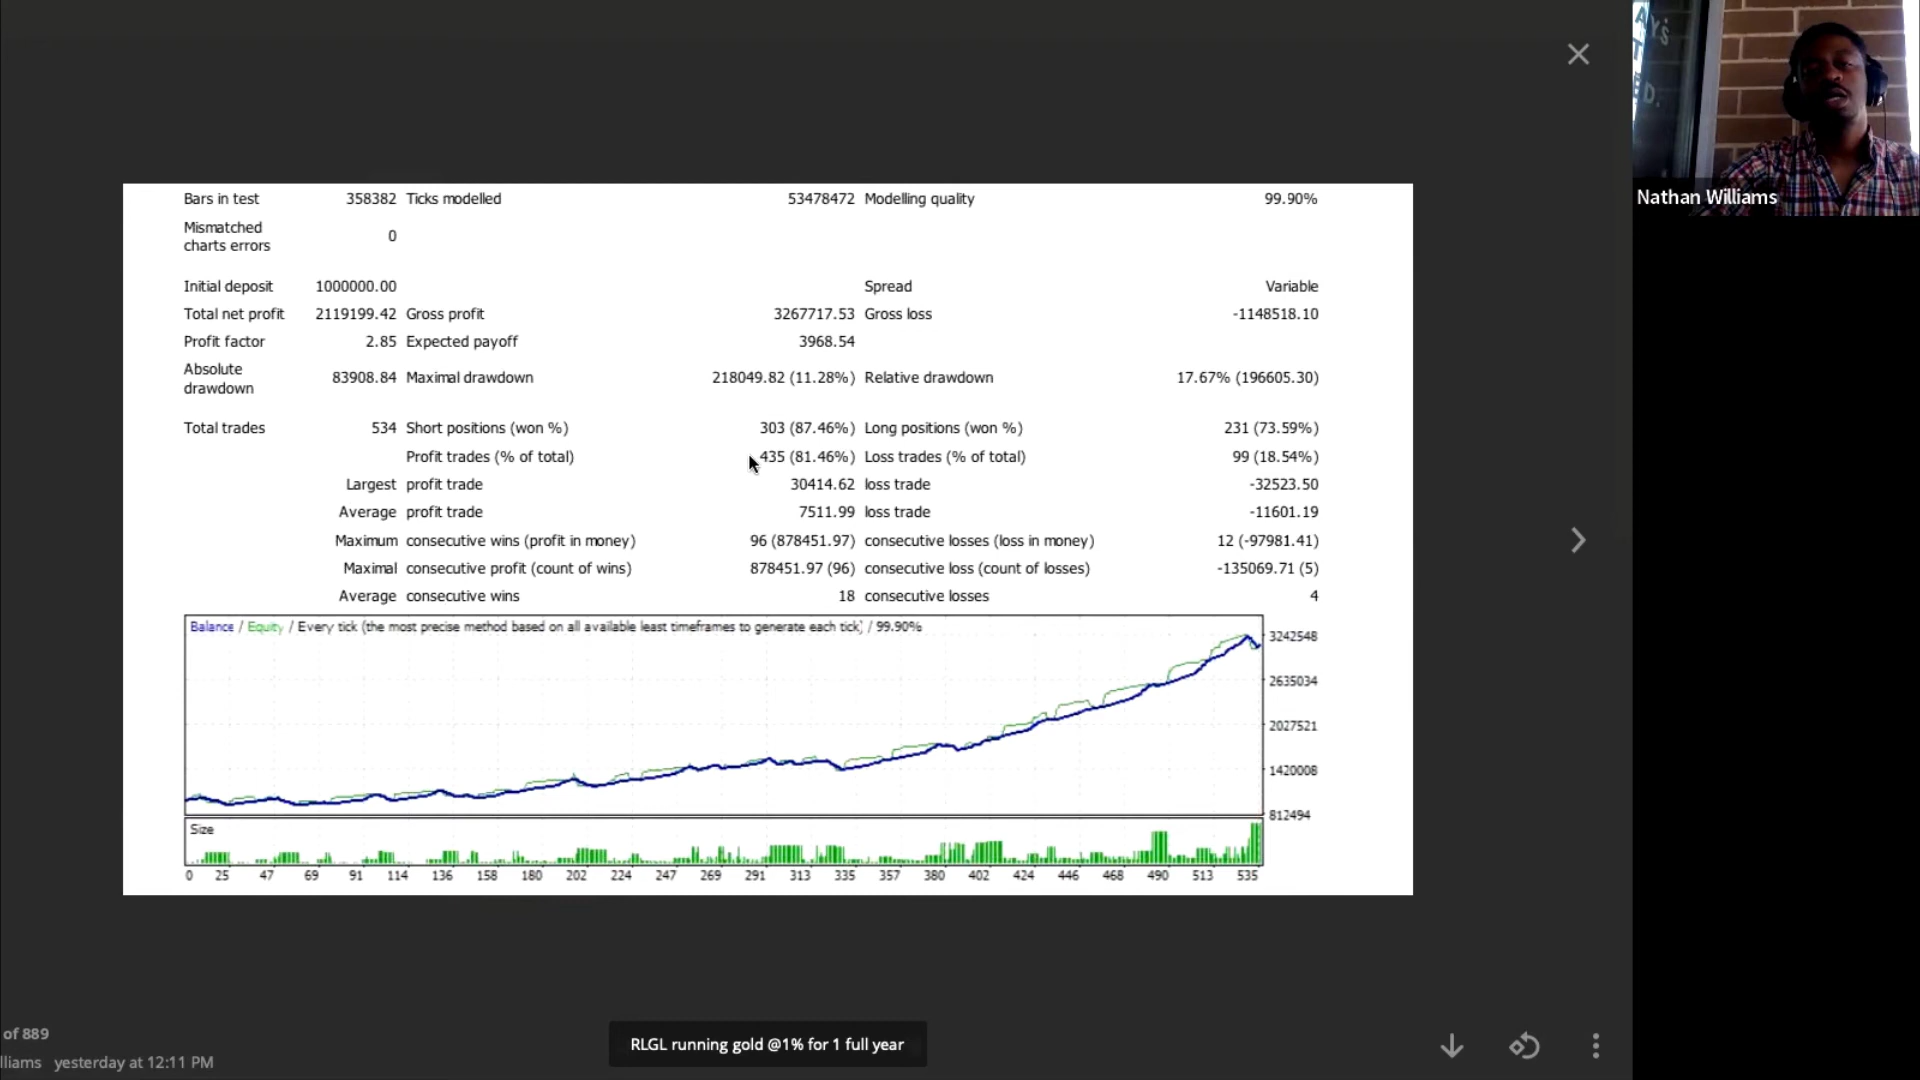 Bars in test 358382 Ticks modelled 53478472 Modelling quality 99.90%
Mismatched charts errors 0
Initial deposit 1000000.00 Spread Variable
Total net profit 2119199.42 Gross profit 3267717.53 Gross loss -1148518.10
Profit factor 2.85 Expected payoff 3968.54
Absolute drawdown 83908.84 Maximal drawdown 218049.82 (11.28%) Relative drawdown 17.67% (196605.30)
Total trades 534 Short positions (won %) 303 (87.46%) Long positions (won %) 231 (73.59%)
Profit trades (% of total) 435 (81.46%) Loss trades (% of total) 99 (18.54%)
Largest profit trade 30414.62 loss trade -32523.50
Average profit trade 7511.99 loss trade -11601.19
Maximum consecutive wins (profit in money) 96 (878451.97) consecutive losses (loss in money) 12 (-97981.41)
Maximal consecutive profit (count of wins) 878451.97 (96) consecutive loss (count of losses) -135069.71 (5)
Average consecutive wins 18 consecutive losses 4
Balance / Equity / Every tick (the most precise method based on all available least timeframes to generate each tick) / 99.90%
3242548
2635034
2027521
1420008
812494
Size
0 25 47 69 91 114 136 158 180 202 224 247 269 291 313 335 357 380 402 424 446 468 490 513 535
Nathan Williams
of 889
lliams yesterday at 12:11 PM
RLGL running gold @1% for 1 full year